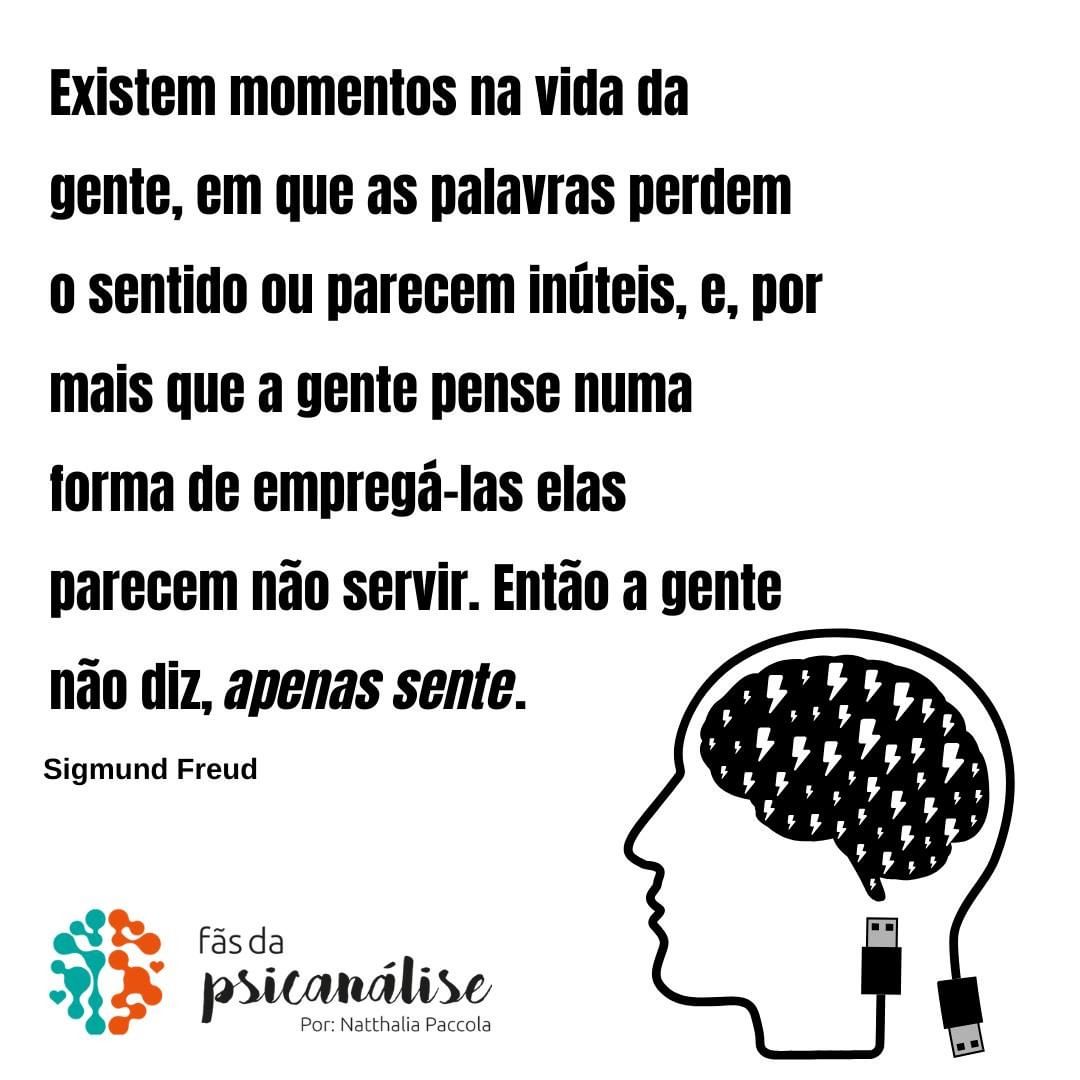 Existem momentos na vida da
gente, em que as palavras perdem
o sentido ou parecem inúteis, e, por
mais que a gente pense numa
forma de empregá-las elas
parecem não servir. Então a gente
não diz, apenas sente.
Sigmund Freud
fãs da
psicanálise
Por: Natthalia Paccola